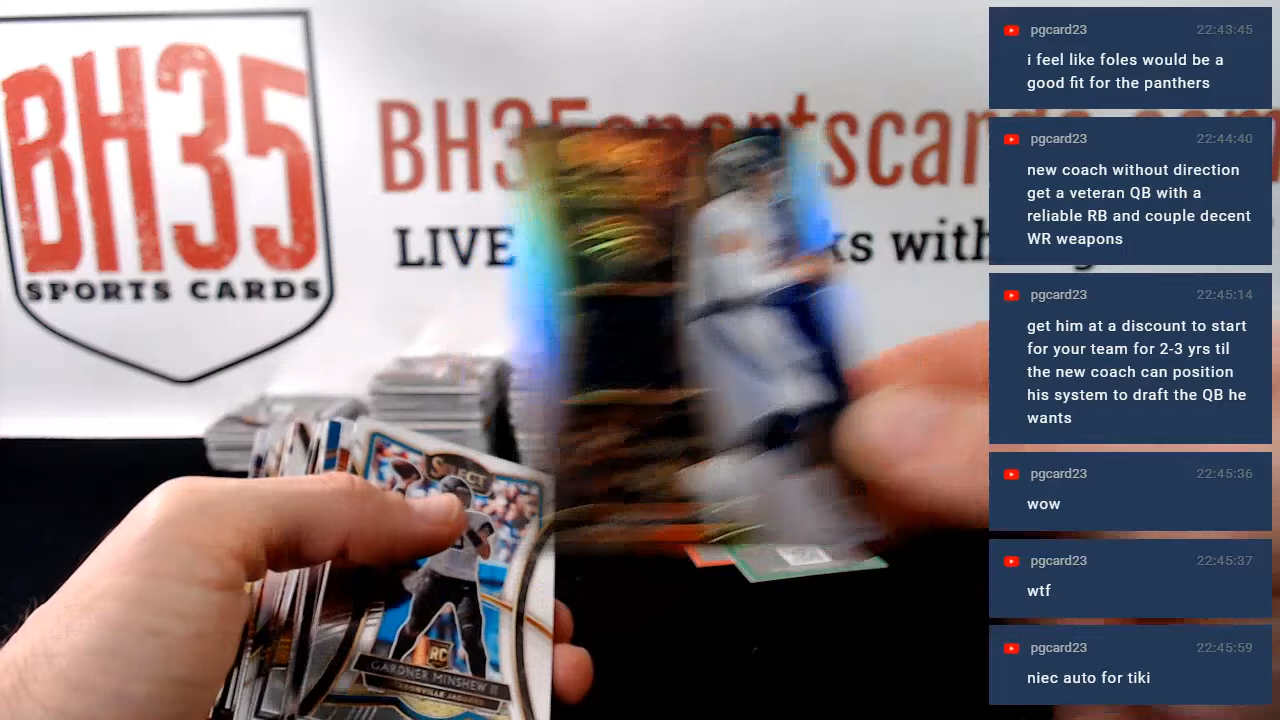 BH35
SPORTS CARDS
BH35sportscards.com
LIVE
ks with
SELECT
RC
GARDNER MINSHEW II
JACKSONVILLE JAGUARS
pgcard23 22:43:45
i feel like foles would be a
good fit for the panthers
pgcard23 22:44:40
new coach without direction
get a veteran QB with a
reliable RB and couple decent
WR weapons
pgcard23 22:45:14
get him at a discount to start
for your team for 2-3 yrs til
the new coach can position
his system to draft the QB he
wants
pgcard23 22:45:36
wow
pgcard23 22:45:37
wtf
pgcard23 22:45:59
niec auto for tiki